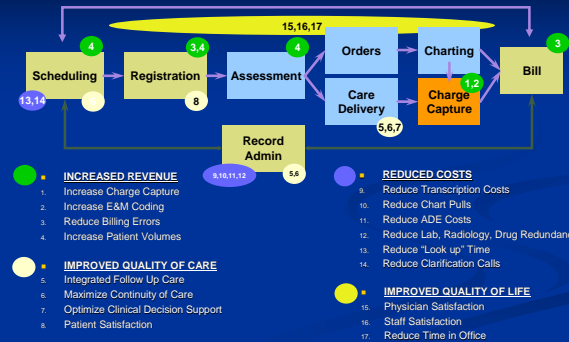 15,16,17
4
3,4
4
3
Orders
Charting
Scheduling
Registration
Assessment
Bill
1,2
Care
Delivery
Charge
Capture
13,14
8
5,6,7
Record
Admin
9,10,11,12
5,6
INCREASED REVENUE
1. Increase Charge Capture
2. Increase E&M Coding
3. Reduce Billing Errors
4. Increase Patient Volumes
IMPROVED QUALITY OF CARE
5. Integrated Follow Up Care
6. Maximize Continuity of Care
7. Optimize Clinical Decision Support
8. Patient Satisfaction
REDUCED COSTS
9. Reduce Transcription Costs
10. Reduce Chart Pulls
11. Reduce ADE Costs
12. Reduce Lab, Radiology, Drug Redundanc
13. Reduce "Look up" Time
14. Reduce Clarification Calls
IMPROVED QUALITY OF LIFE
15. Physician Satisfaction
16. Staff Satisfaction
17. Reduce Time in Office